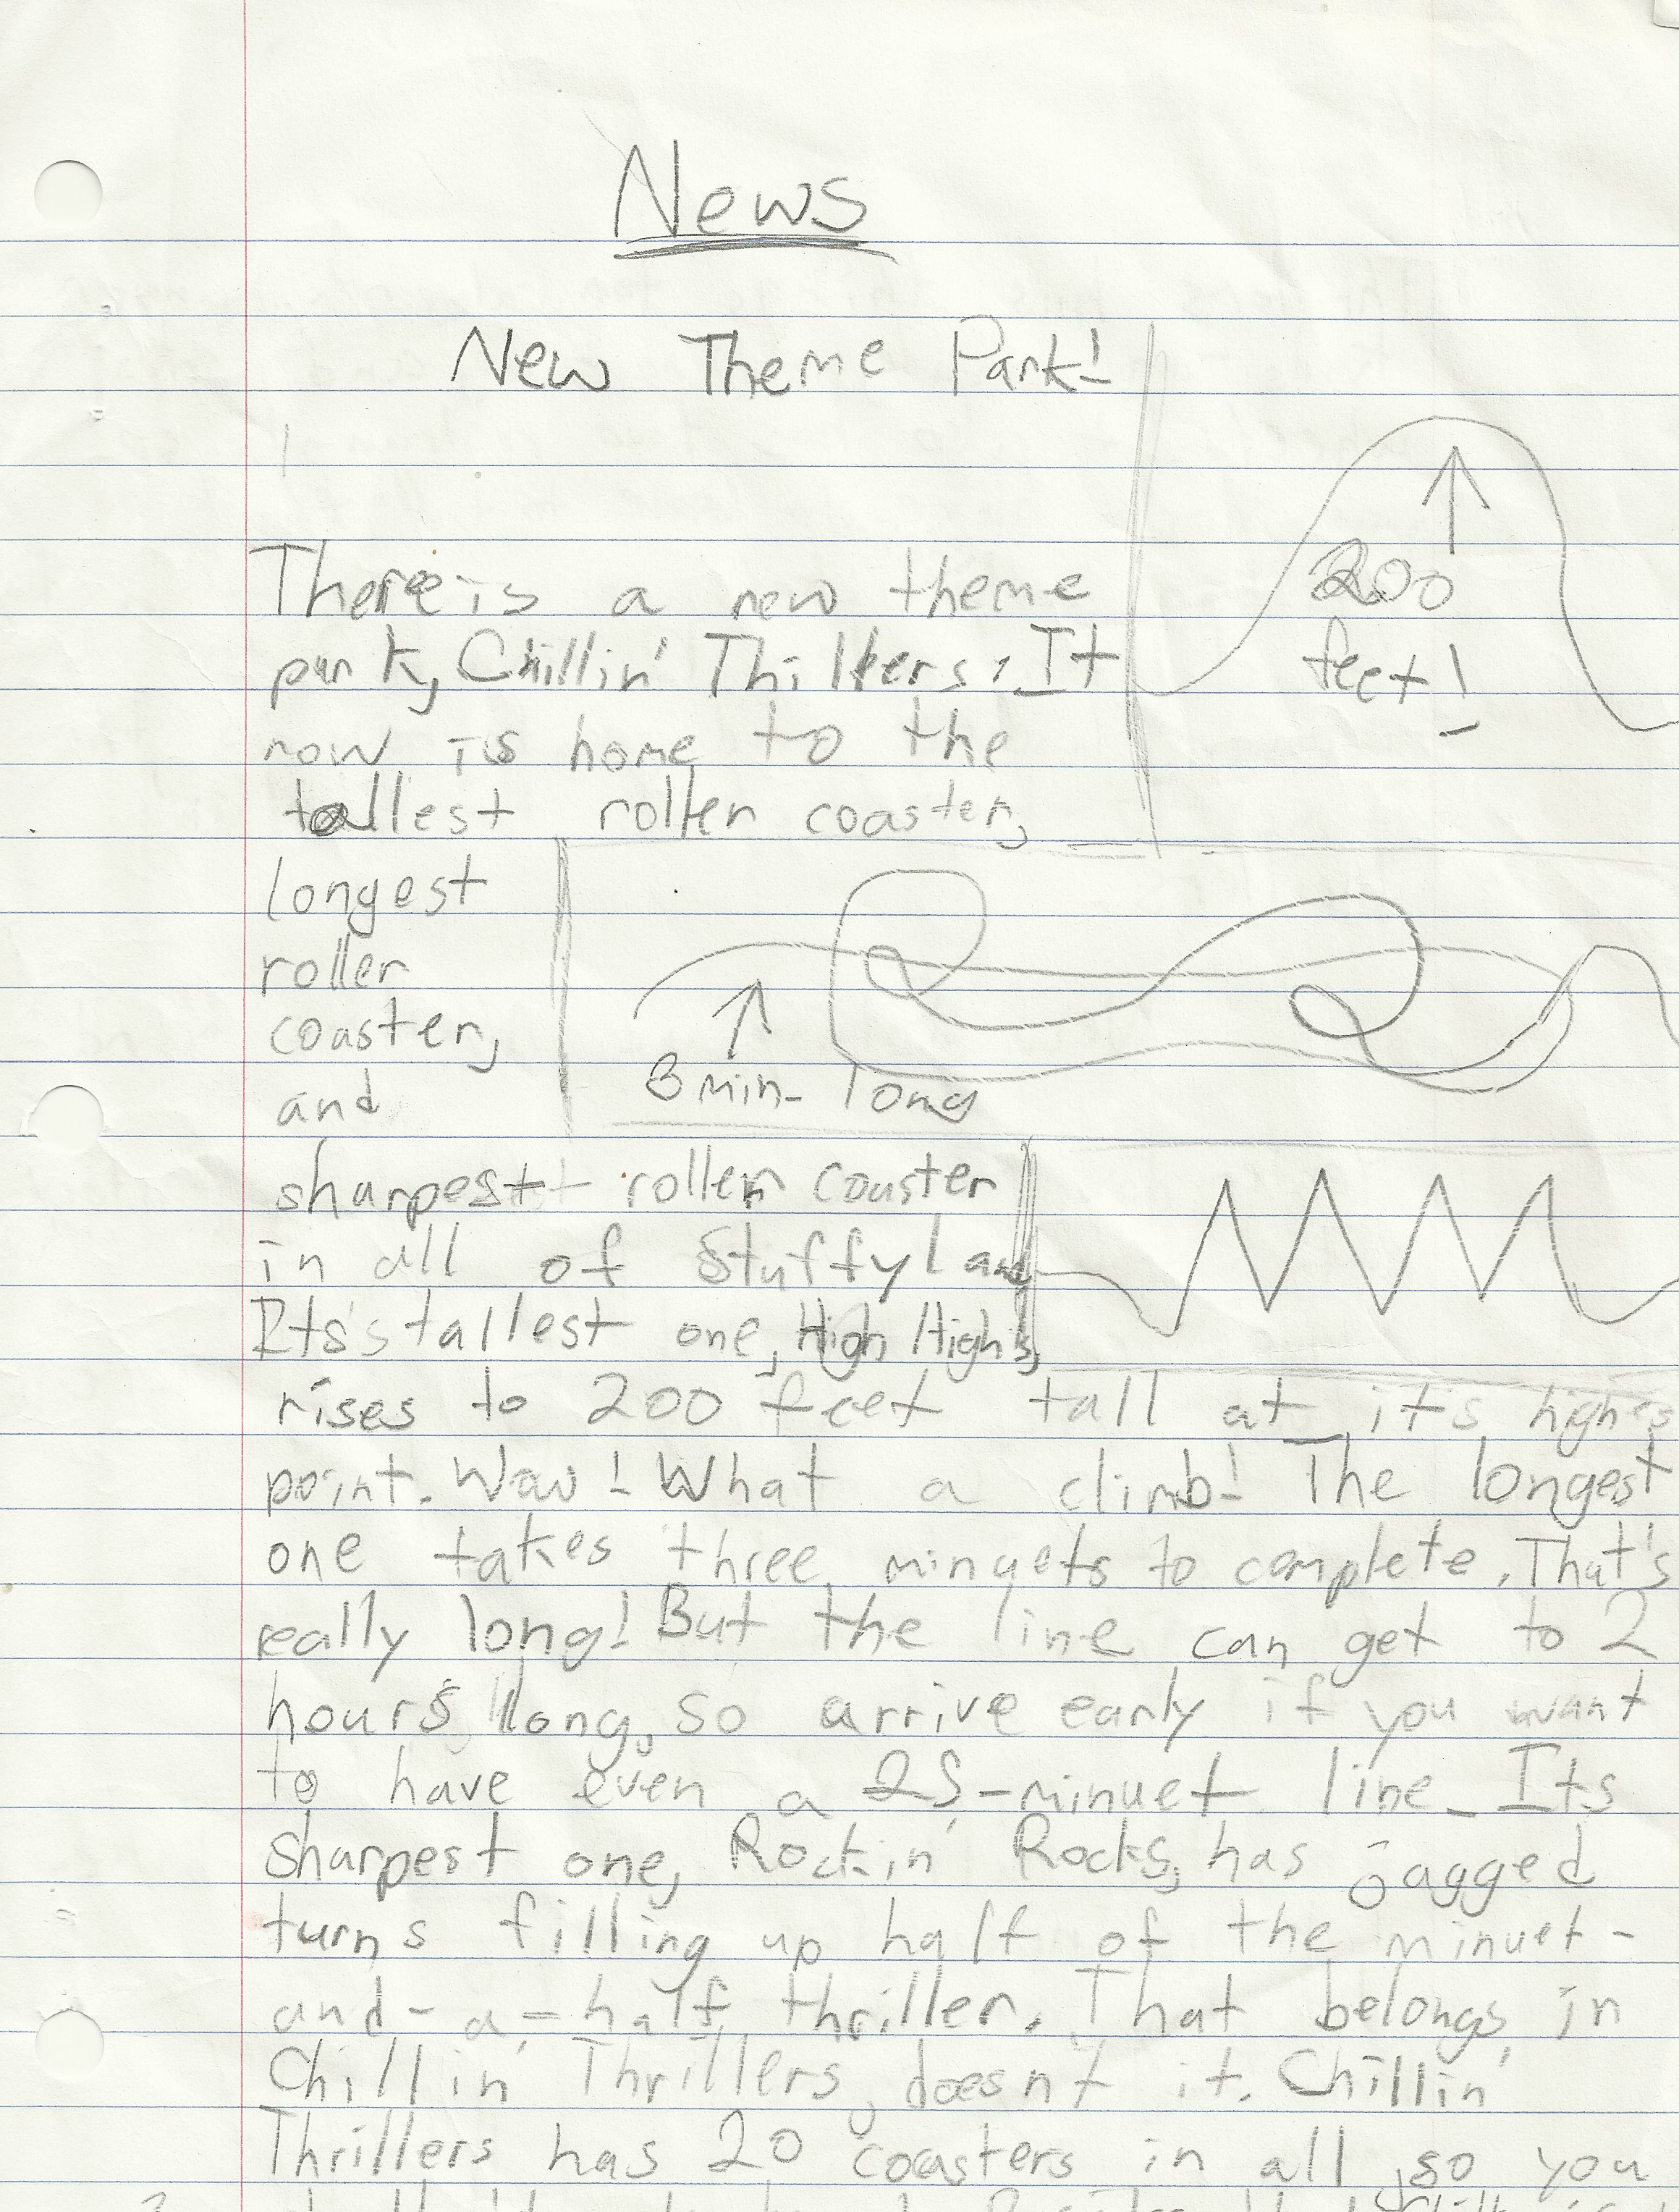 News
New Theme Park!
There is a new theme
park, Chillin' Thillers. It
now is home to the
tallest roller coaster,
200
feet!
longest
roller
coaster,
and
3 min. long
sharpest roller coaster
in all of Stuffyland
Its's tallest one, High Highs,
rises to 200 feet tall at its highes
point. Wow! What a climb! The longest
one takes three minuets to complete. That's
really long! But the line can get to 2
hours long, so arrive early if you want
to have even a 25-minuet line. Its
sharpest one, Rockin' Rocks, has jagged
turns filling up half of the minuet-
and-a-half thriller. That belongs in
Chillin' Thrillers, doesn't it. Chillin'
Thrillers has 20 coasters in all, so you